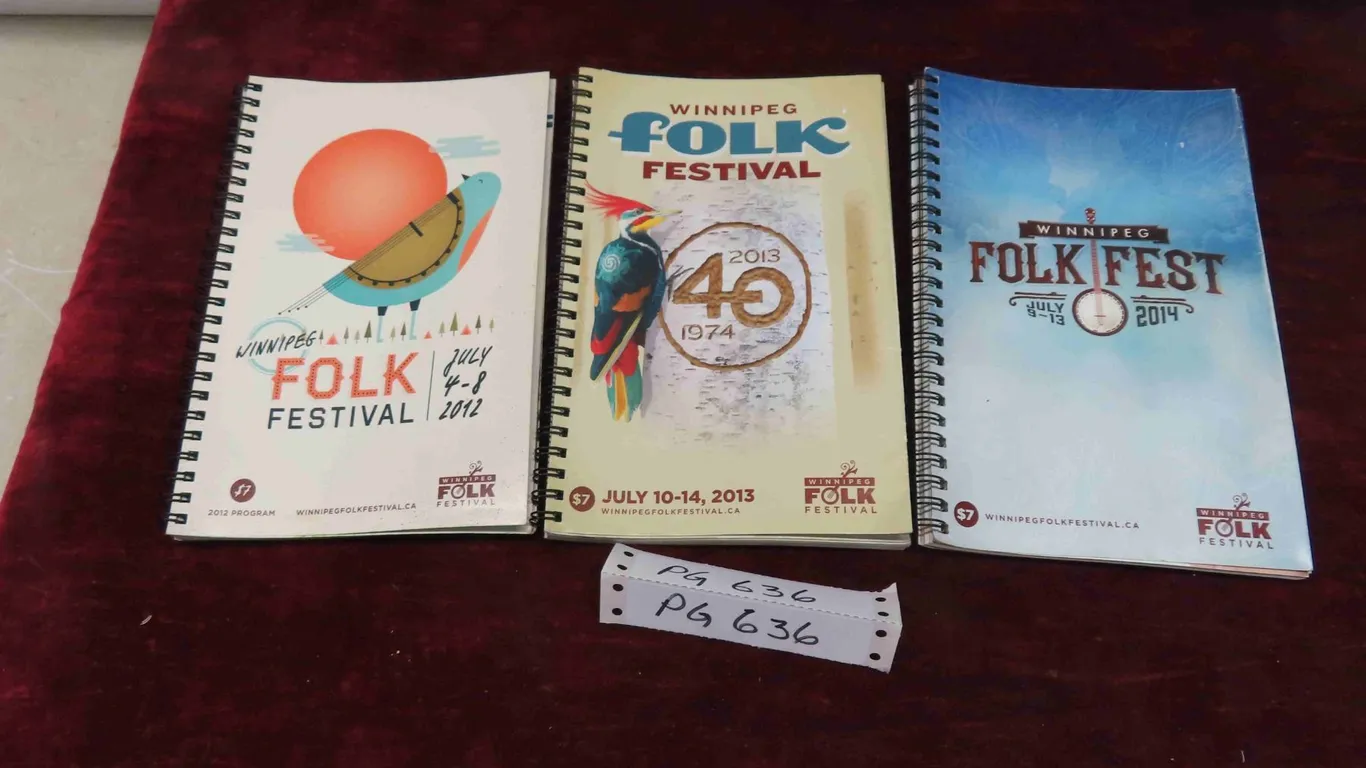 WINNIPEG
FOLK
FESTIVAL
JULY
4-8
2012
$7
2012 PROGRAM
WINNIPEGFOLKFESTIVAL.CA
WINNIPEG
FOLK
FESTIVAL
WINNIPEG
FOLK
FESTIVAL
2013
40
1974
$7
JULY 10-14, 2013
WINNIPEGFOLKFESTIVAL.CA
WINNIPEG
FOLK
FESTIVAL
WINNIPEG
FOLK FEST
JULY
9~13
2014
$7
WINNIPEGFOLKFESTIVAL.CA
WINNIPEG
FOLK
FESTIVAL
PG 636
PG 636